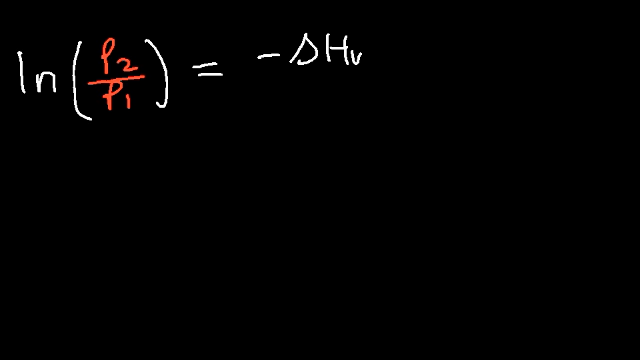 ln(P2/P1) = -ΔHv